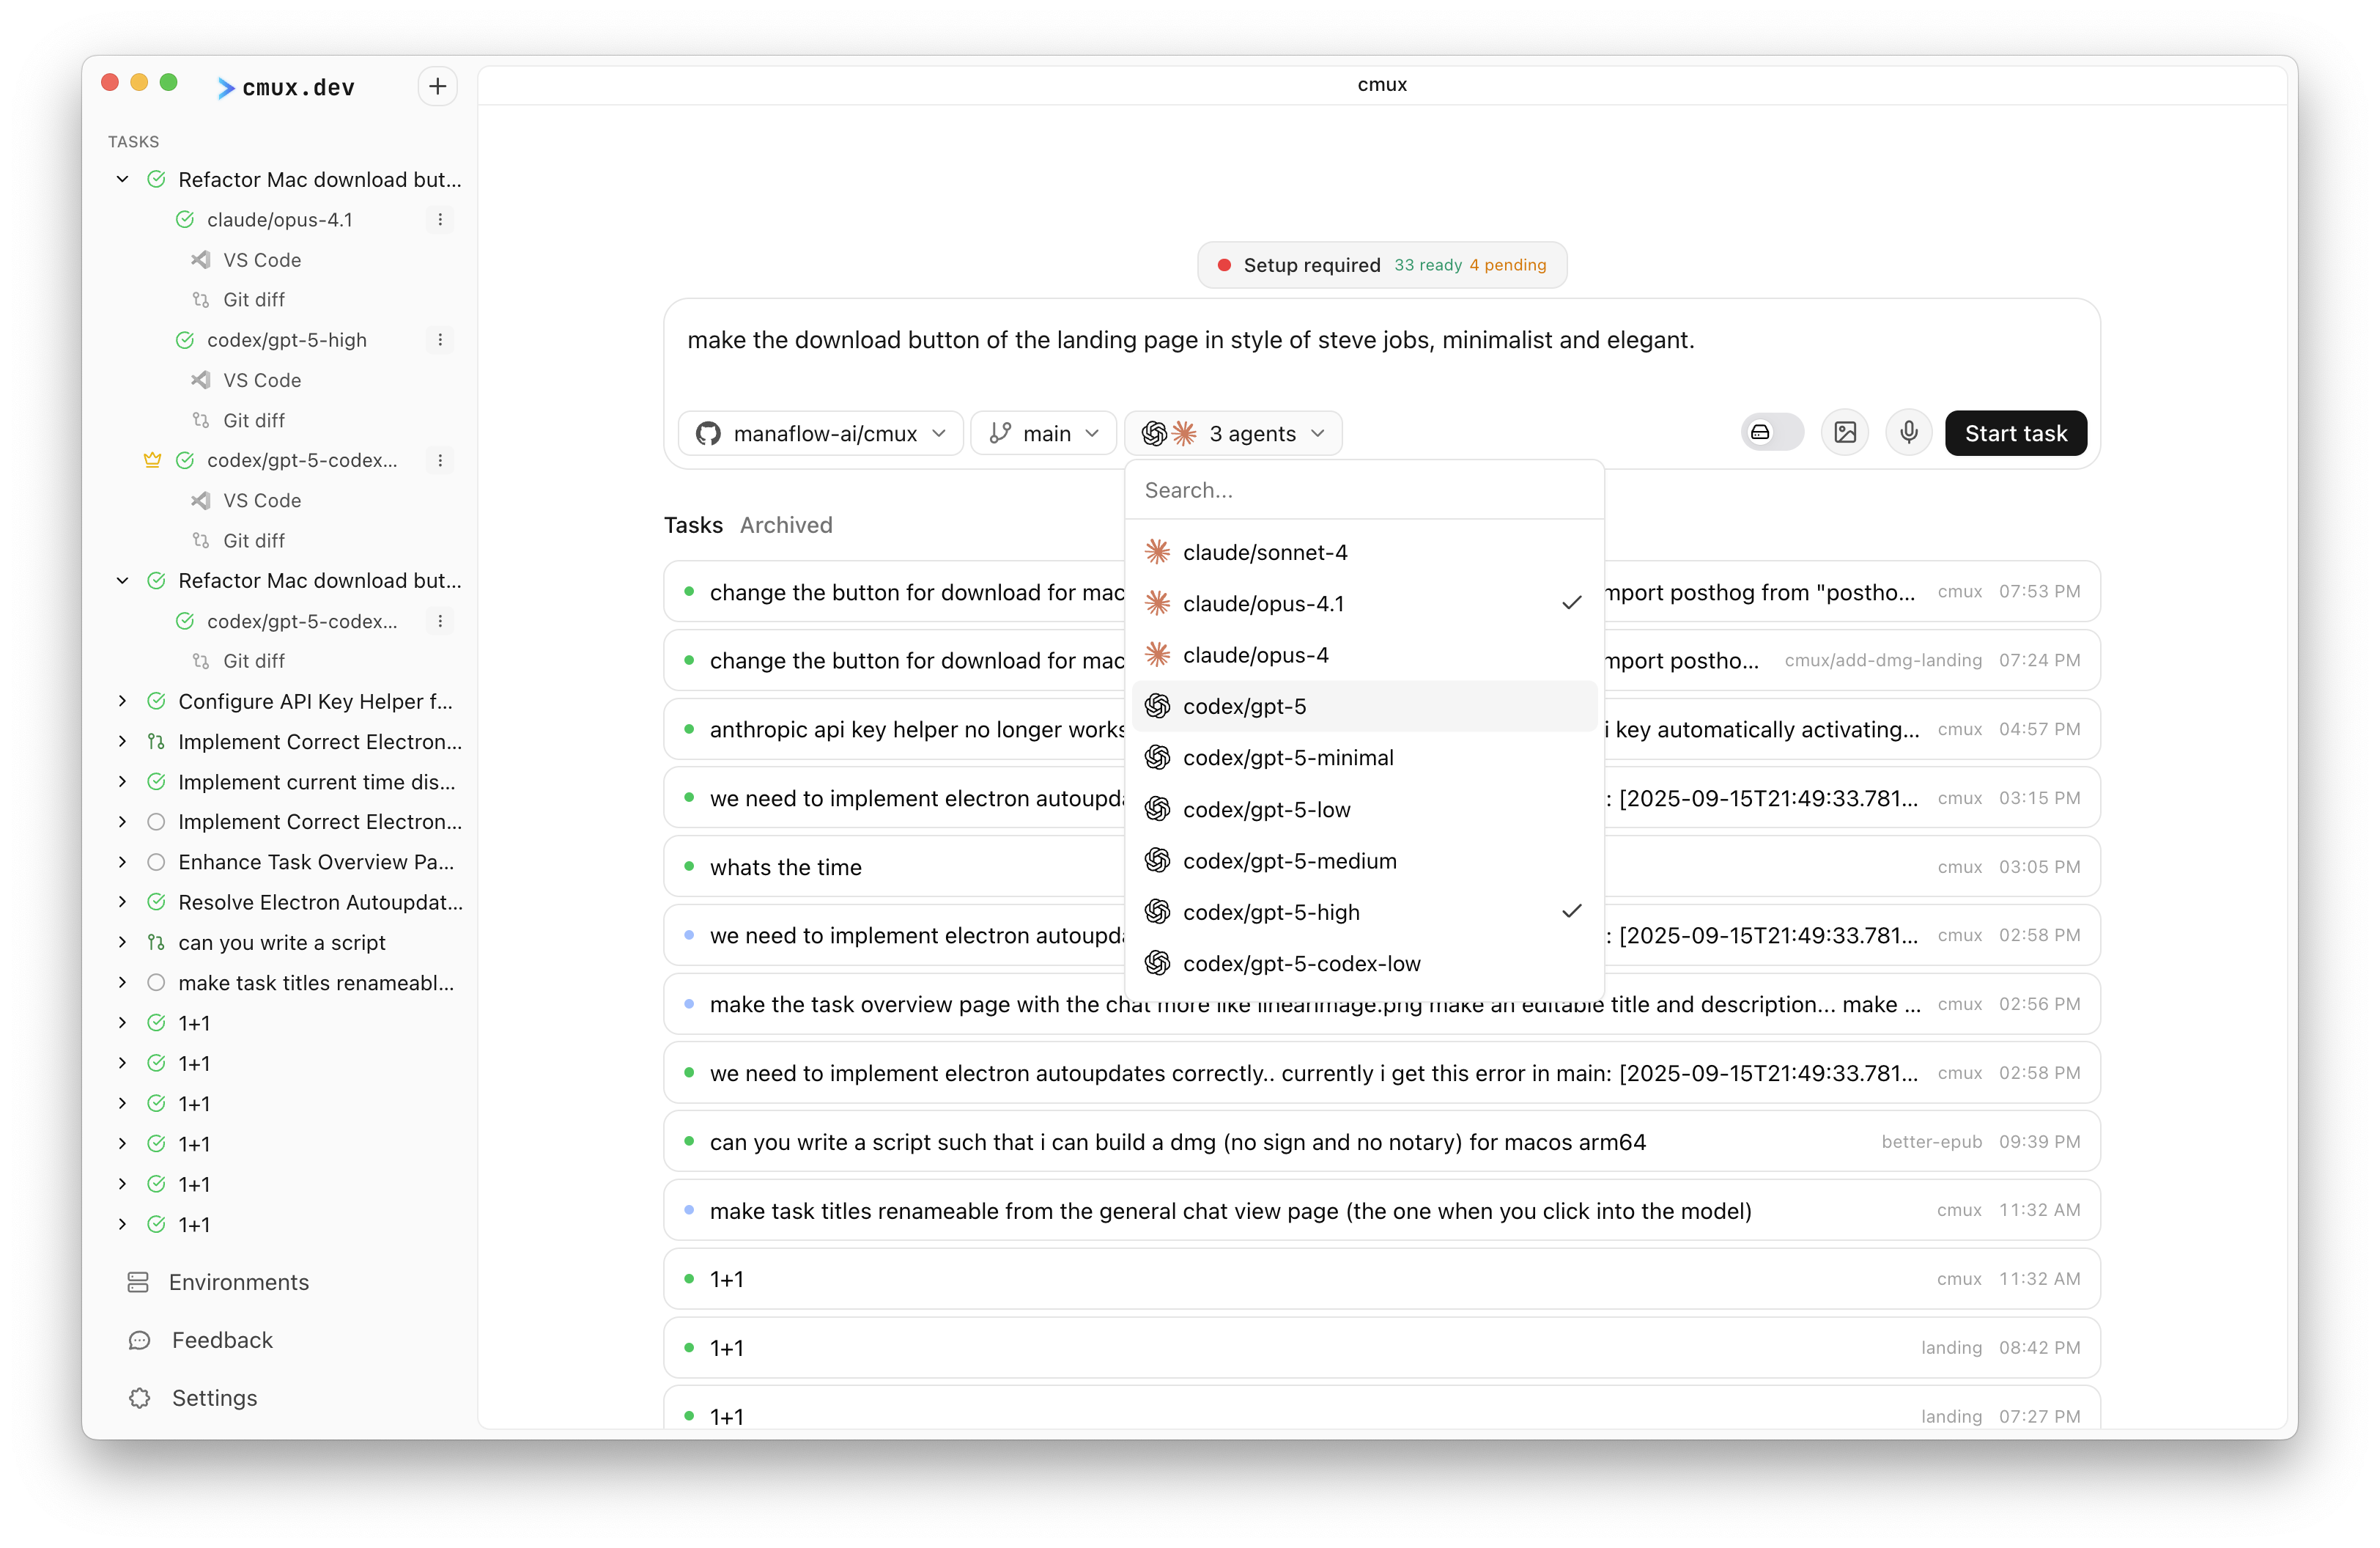 cmux.dev
TASKS
Refactor Mac download but...
claude/opus-4.1
VS Code
Git diff
codex/gpt-5-high
VS Code
Git diff
codex/gpt-5-codex...
VS Code
Git diff
Refactor Mac download but...
codex/gpt-5-codex...
Git diff
Configure API Key Helper f...
Implement Correct Electron...
Implement current time dis...
Implement Correct Electron...
Enhance Task Overview Pa...
Resolve Electron Autoupdat...
can you write a script
make task titles renameabl...
1+1
1+1
1+1
1+1
1+1
1+1
Environments
Feedback
Settings
cmux
Setup required 33 ready 4 pending
make the download button of the landing page in style of steve jobs, minimalist and elegant.
manaflow-ai/cmux main 3 agents Start task
Search...
claude/sonnet-4
claude/opus-4.1
claude/opus-4
codex/gpt-5
codex/gpt-5-minimal
codex/gpt-5-low
codex/gpt-5-medium
codex/gpt-5-high
codex/gpt-5-codex-low
Tasks Archived
change the button for download for mac mport posthog from "postho... cmux 07:53 PM
change the button for download for mac mport postho... cmux/add-dmg-landing 07:24 PM
anthropic api key helper no longer works i key automatically activating... cmux 04:57 PM
we need to implement electron autoupda : [2025-09-15T21:49:33.781... cmux 03:15 PM
whats the time cmux 03:05 PM
we need to implement electron autoupda : [2025-09-15T21:49:33.781... cmux 02:58 PM
make the task overview page with the chat more like linearimage.png make an editable title and description... make ... cmux 02:56 PM
we need to implement electron autoupdates correctly.. currently i get this error in main: [2025-09-15T21:49:33.781... cmux 02:58 PM
can you write a script such that i can build a dmg (no sign and no notary) for macos arm64 better-epub 09:39 PM
make task titles renameable from the general chat view page (the one when you click into the model) cmux 11:32 AM
1+1 cmux 11:32 AM
1+1 landing 08:42 PM
1+1 landing 07:27 PM